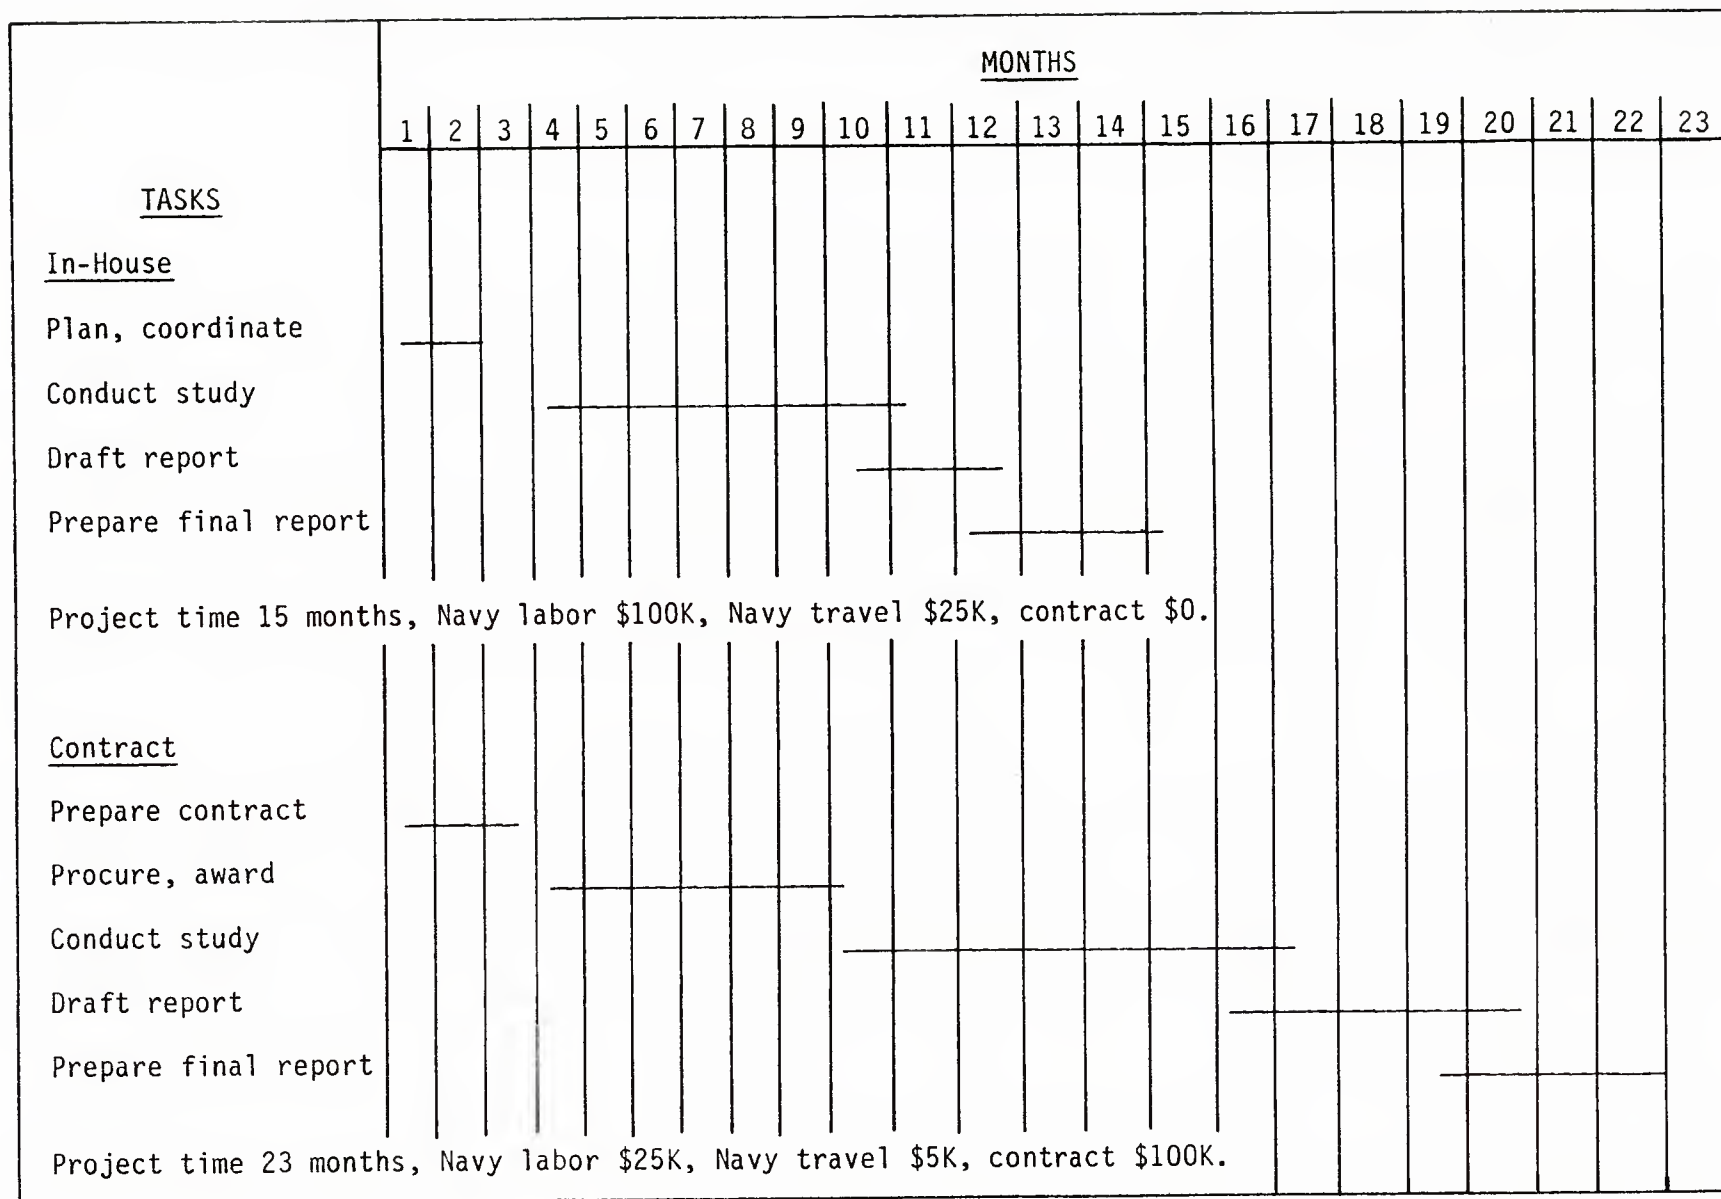 MONTHS
1 2 3 4 5 6 7 8 9 10 11 12 13 14 15 16 17 18 19 20 21 22 23
TASKS
In-House
Plan, coordinate
Conduct study
Draft report
Prepare final report
Project time 15 months, Navy labor $100K, Navy travel $25K, contract $0.
Contract
Prepare contract
Procure, award
Conduct study
Draft report
Prepare final report
Project time 23 months, Navy labor $25K, Navy travel $5K, contract $100K.